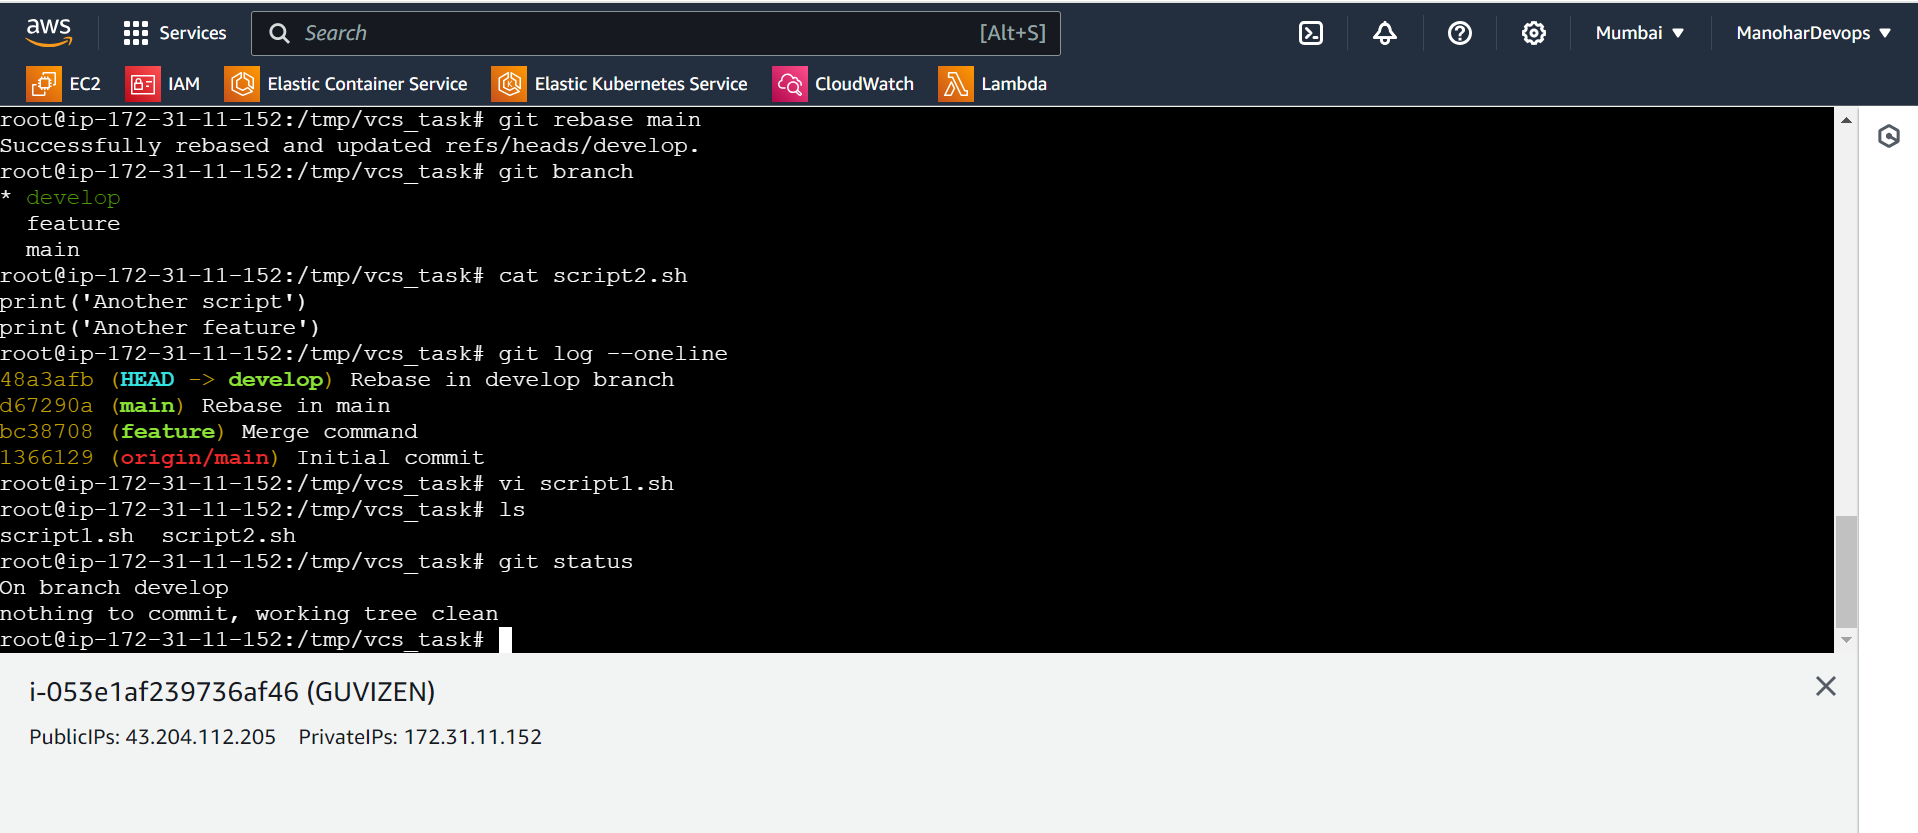 aws Services Search [Alt+S] Mumbai ▼ ManoharDevops ▼
EC2 IAM Elastic Container Service Elastic Kubernetes Service CloudWatch Lambda
root@ip-172-31-11-152:/tmp/vcs_task# git rebase main
Successfully rebased and updated refs/heads/develop.
root@ip-172-31-11-152:/tmp/vcs_task# git branch
* develop
  feature
  main
root@ip-172-31-11-152:/tmp/vcs_task# cat script2.sh
print('Another script')
print('Another feature')
root@ip-172-31-11-152:/tmp/vcs_task# git log --oneline
48a3afb (HEAD -> develop) Rebase in develop branch
d67290a (main) Rebase in main
bc38708 (feature) Merge command
1366129 (origin/main) Initial commit
root@ip-172-31-11-152:/tmp/vcs_task# vi script1.sh
root@ip-172-31-11-152:/tmp/vcs_task# ls
script1.sh  script2.sh
root@ip-172-31-11-152:/tmp/vcs_task# git status
On branch develop
nothing to commit, working tree clean
root@ip-172-31-11-152:/tmp/vcs_task#
i-053e1af239736af46 (GUVIZEN)
PublicIPs: 43.204.112.205 PrivateIPs: 172.31.11.152